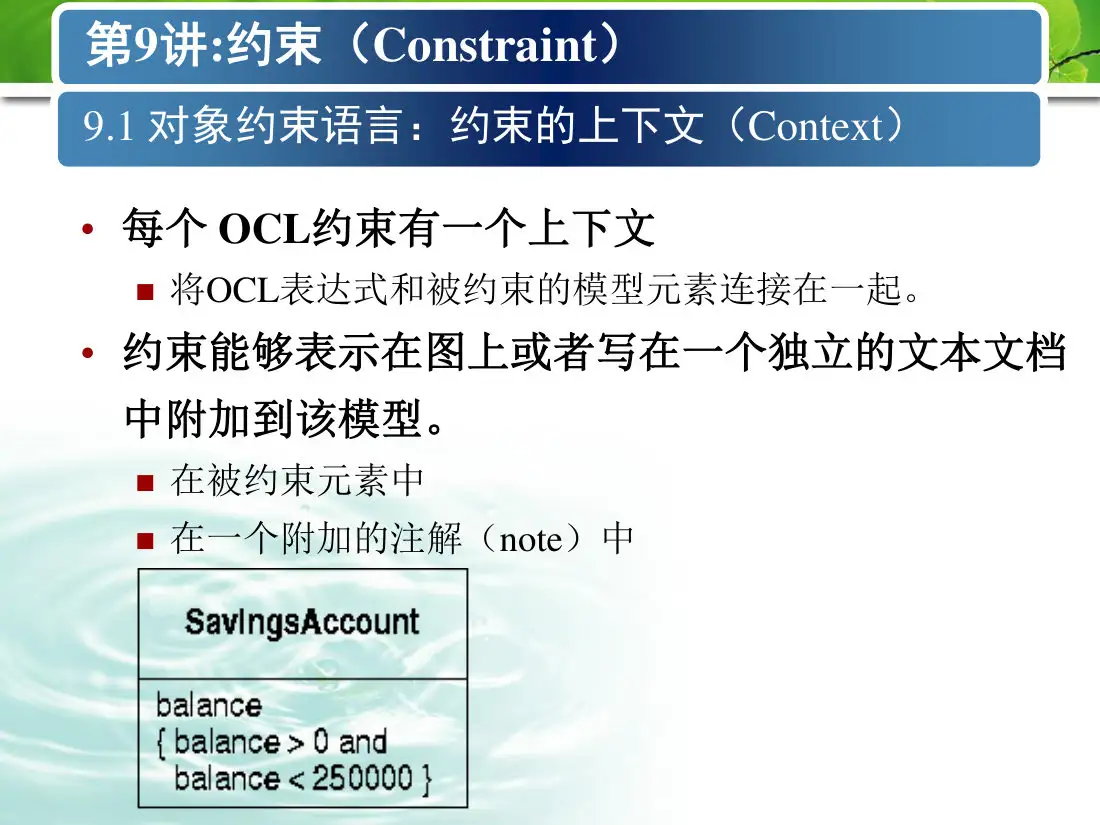 第9讲:约束（Constraint）
9.1 对象约束语言：约束的上下文（Context）
• 每个 OCL约束有一个上下文
■ 将OCL表达式和被约束的模型元素连接在一起。
• 约束能够表示在图上或者写在一个独立的文本文档
中附加到该模型。
■ 在被约束元素中
■ 在一个附加的注解（note）中
SavingsAccount
balance
{ balance > 0 and
balance < 250000 }